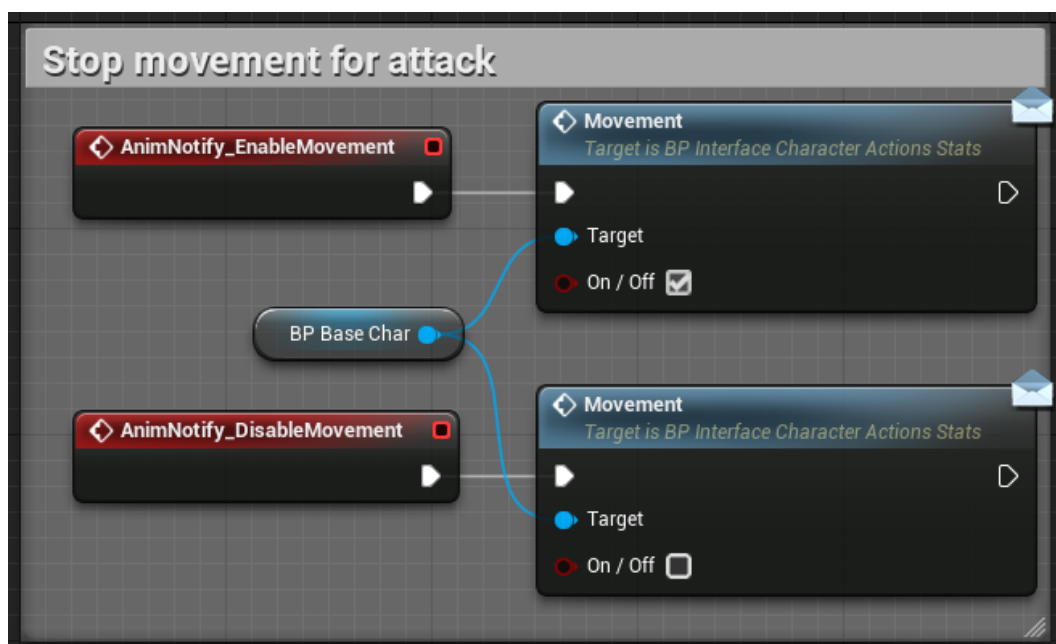 Stop movement for attack
AnimNotify_EnableMovement
Movement
Target is BP Interface Character Actions Stats
Target
On / Off
BP Base Char
AnimNotify_DisableMovement
Movement
Target is BP Interface Character Actions Stats
Target
On / Off